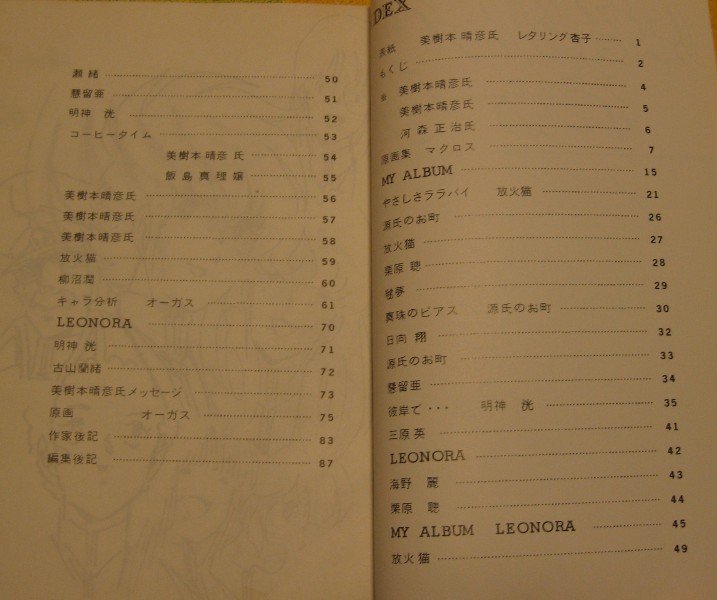 DEX
表紙 美樹本晴彦氏 レタリング杏子 ········ 1
もくじ ········ 2
美樹本晴彦氏 ········ 4
美樹本晴彦氏 ········ 5
河森正治氏 ········ 6
原画集 マクロス ········ 7
MY ALBUM ········ 15
やさしさララバイ 放火猫 ········ 21
源氏のお町 ········ 26
放火猫 ········ 27
栗原 聰 ········ 28
夢 ········ 29
真珠のピアス 源氏のお町 ········ 30
日向 翔 ········ 32
源氏のお町 ········ 33
慧留亜 ········ 34
彼岸で··· 明神 洸 ········ 35
三原英 ········ 41
LEONORA ········ 42
海野 麗 ········ 43
栗原 聰 ········ 44
MY ALBUM LEONORA ········ 45
放火猫 ········ 49
瀬緒 ········ 50
慧留亜 ········ 51
明神 洸 ········ 52
コーヒータイム ········ 53
美樹本晴彦 氏 ········ 54
飯島真理嬢 ········ 55
美樹本晴彦氏 ········ 56
美樹本晴彦氏 ········ 57
美樹本晴彦氏 ········ 58
放火猫 ········ 59
柳沼潤 ········ 60
キャラ分析 オーガス ········ 61
LEONORA ········ 70
明神 洸 ········ 71
古山蘭緒 ········ 72
美樹本晴彦氏メッセージ ········ 73
原画 オーガス ········ 75
作家後記 ········ 83
編集後記 ········ 87